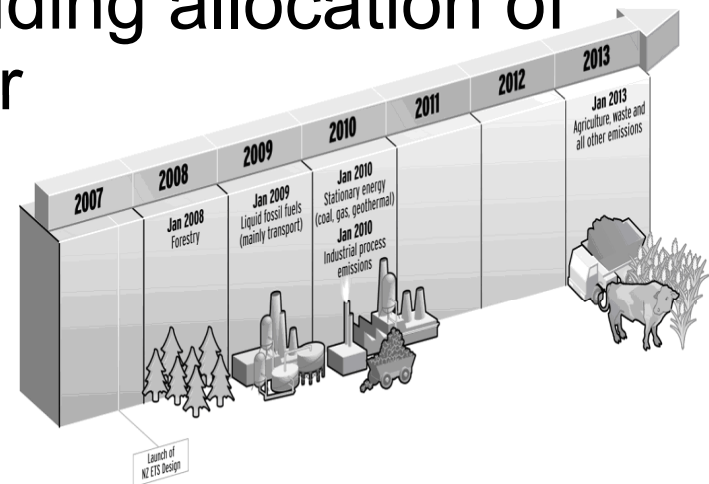 allocation of
2007
2008
2009
2010
2011
2012
2013
Jan 2008
Forestry
Jan 2009
Liquid fossil fuels
(mainly transport)
Jan 2010
Stationary energy
(coal, gas, geothermal)
Jan 2010
Industrial process
emissions
Jan 2013
Agriculture, waste and
all other emissions
Launch of
NZ ETS Design